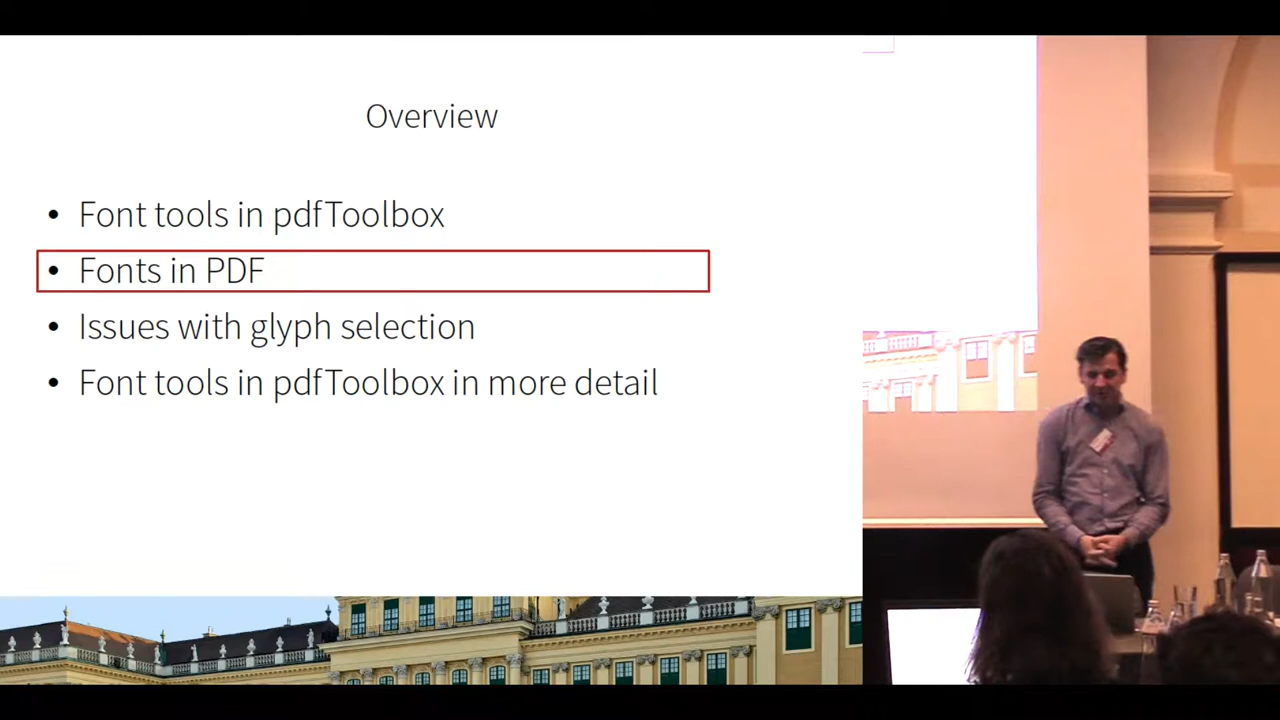 Overview
• Font tools in pdfToolbox
• Fonts in PDF
• Issues with glyph selection
• Font tools in pdfToolbox in more detail